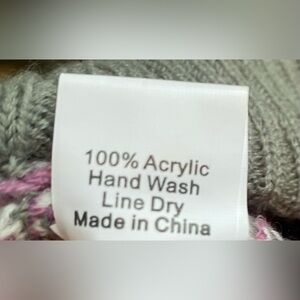 100% Acrylic
Hand Wash
Line Dry
Made in China